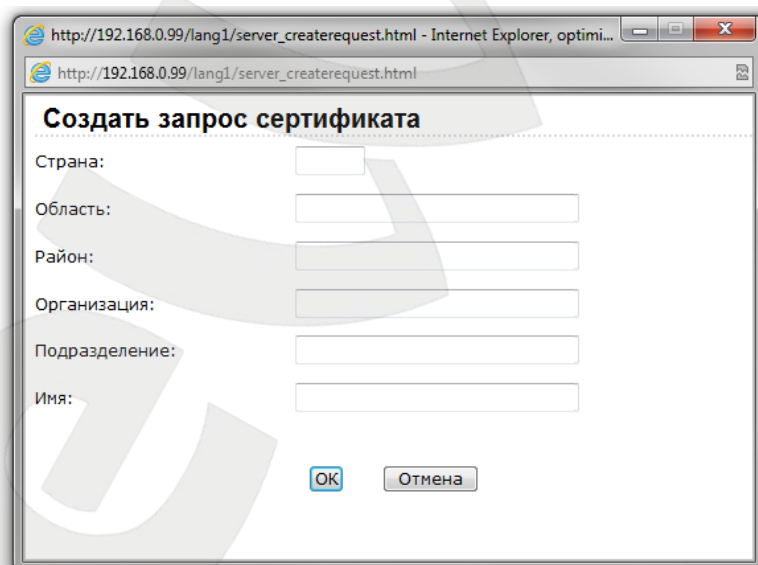 http://192.168.0.99/lang1/server_createrequest.html - Internet Explorer, optimi...
http://192.168.0.99/lang1/server_createrequest.html
Создать запрос сертификата
Страна:
Область:
Район:
Организация:
Подразделение:
Имя:
OK Отмена